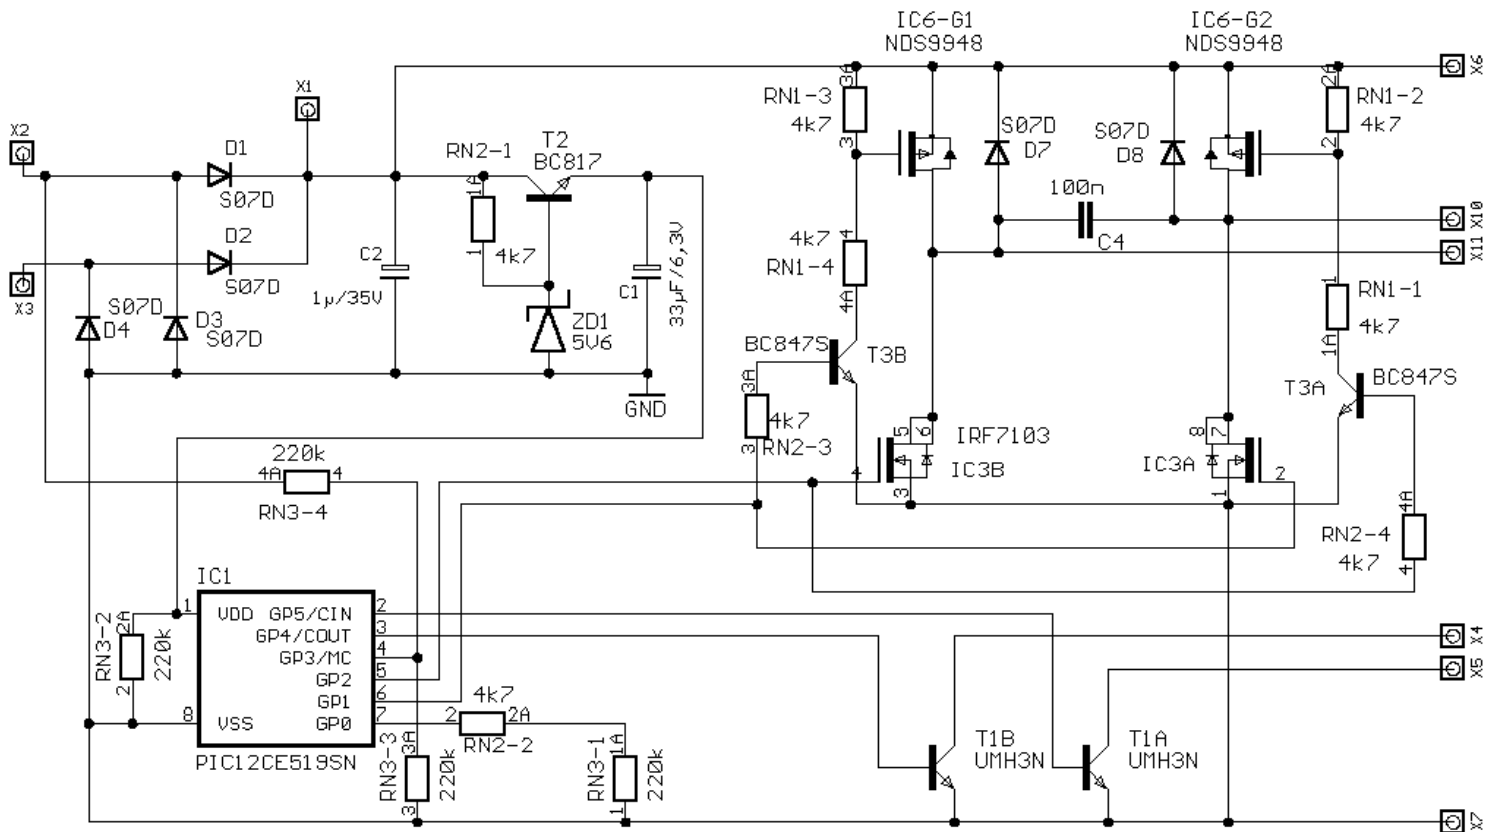 IC6-G1
NDS9948
IC6-G2
NDS9948
X6
3A
RN1-3
4k7
3
S07D
D7
S07D
D8
2A
RN1-2
4k7
2
X1
X2
D1
S07D
RN2-1
1A
1
4k7
T2
BC817
100n
C4
X10
X11
D2
S07D
X3
C2
1µ/35V
C1
33µF/6,3V
4
4k7
RN1-4
4A
1
RN1-1
4k7
1A
S07D
D4
D3
S07D
ZD1
5V6
GND
BC847S
T3B
T3A
BC847S
3A
4k7
RN2-3
3
5
6
4
3
IRF7103
IC3B
8
7
IC3A
1
2
220k
4A
4
RN3-4
4A
RN2-4
4k7
4
IC1
1
VDD
GP5/CIN
2
GP4/COUT
3
GP3/MC
4
GP2
5
GP1
6
8
VSS
GP0
7
PIC12CE519SN
RN3-2
2A
220k
2
4k7
2
2A
RN2-2
RN3-3
3A
220k
3
RN3-1
1A
220k
1
X4
X5
T1B
UMH3N
T1A
UMH3N
X7